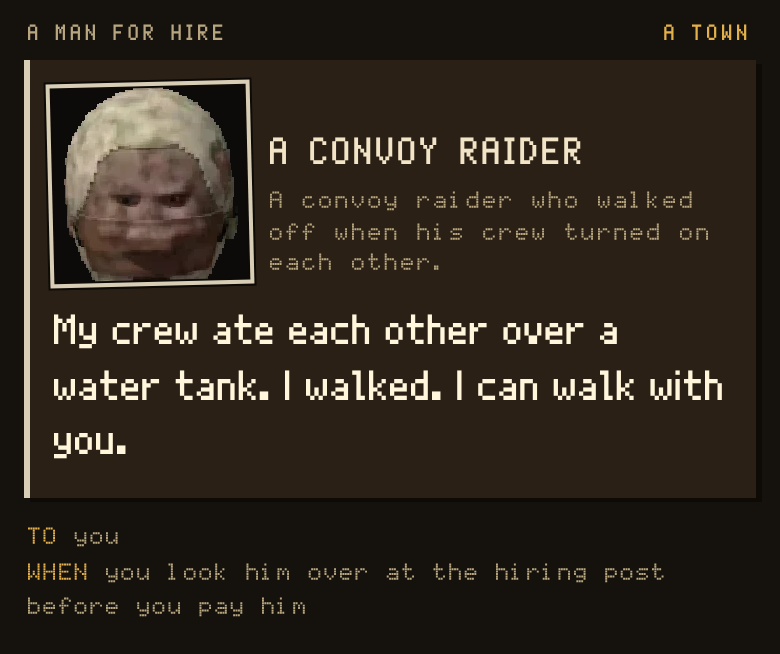 A MAN FOR HIRE
A TOWN
A CONVOY RAIDER
A convoy raider who walked
off when his crew turned on
each other.
My crew ate each other over a
water tank. I walked. I can walk with
you.
TO you
WHEN you look him over at the hiring post
before you pay him